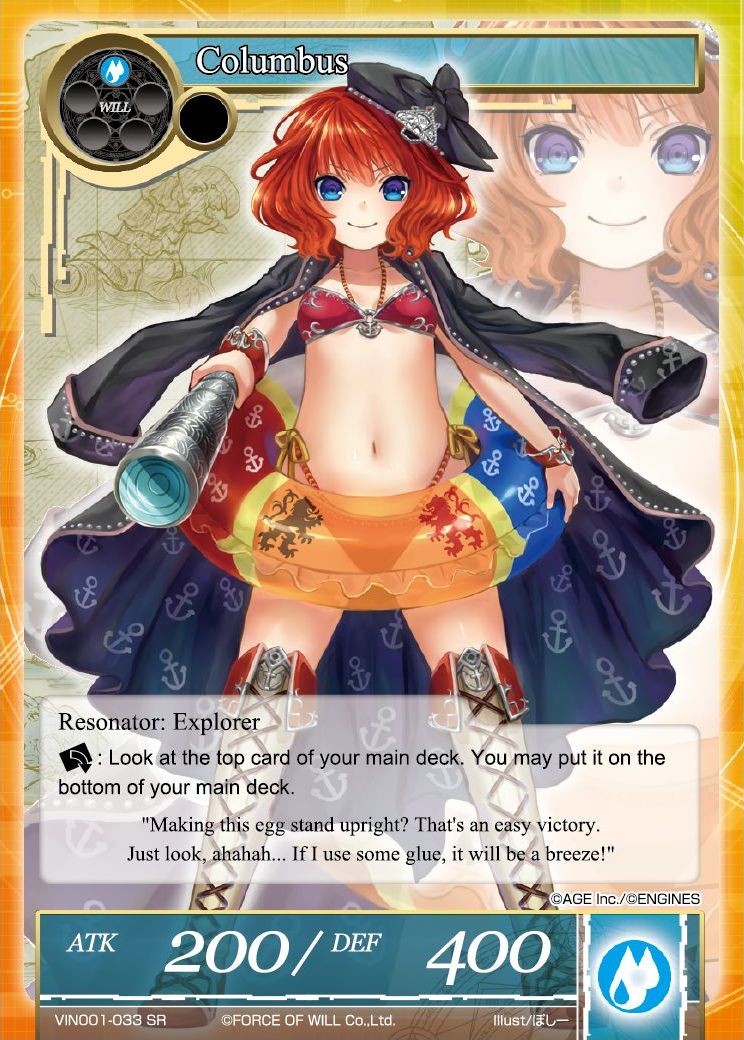 Columbus
WILL
Resonator: Explorer
: Look at the top card of your main deck. You may put it on the
bottom of your main deck.
"Making this egg stand upright? That's an easy victory.
Just look, ahahah... If I use some glue, it will be a breeze!"
©AGE Inc./©ENGINES
ATK 200/ DEF 400
VIN001-033 SR ©FORCE OF WILL Co.,Ltd. Illust/ぽしー